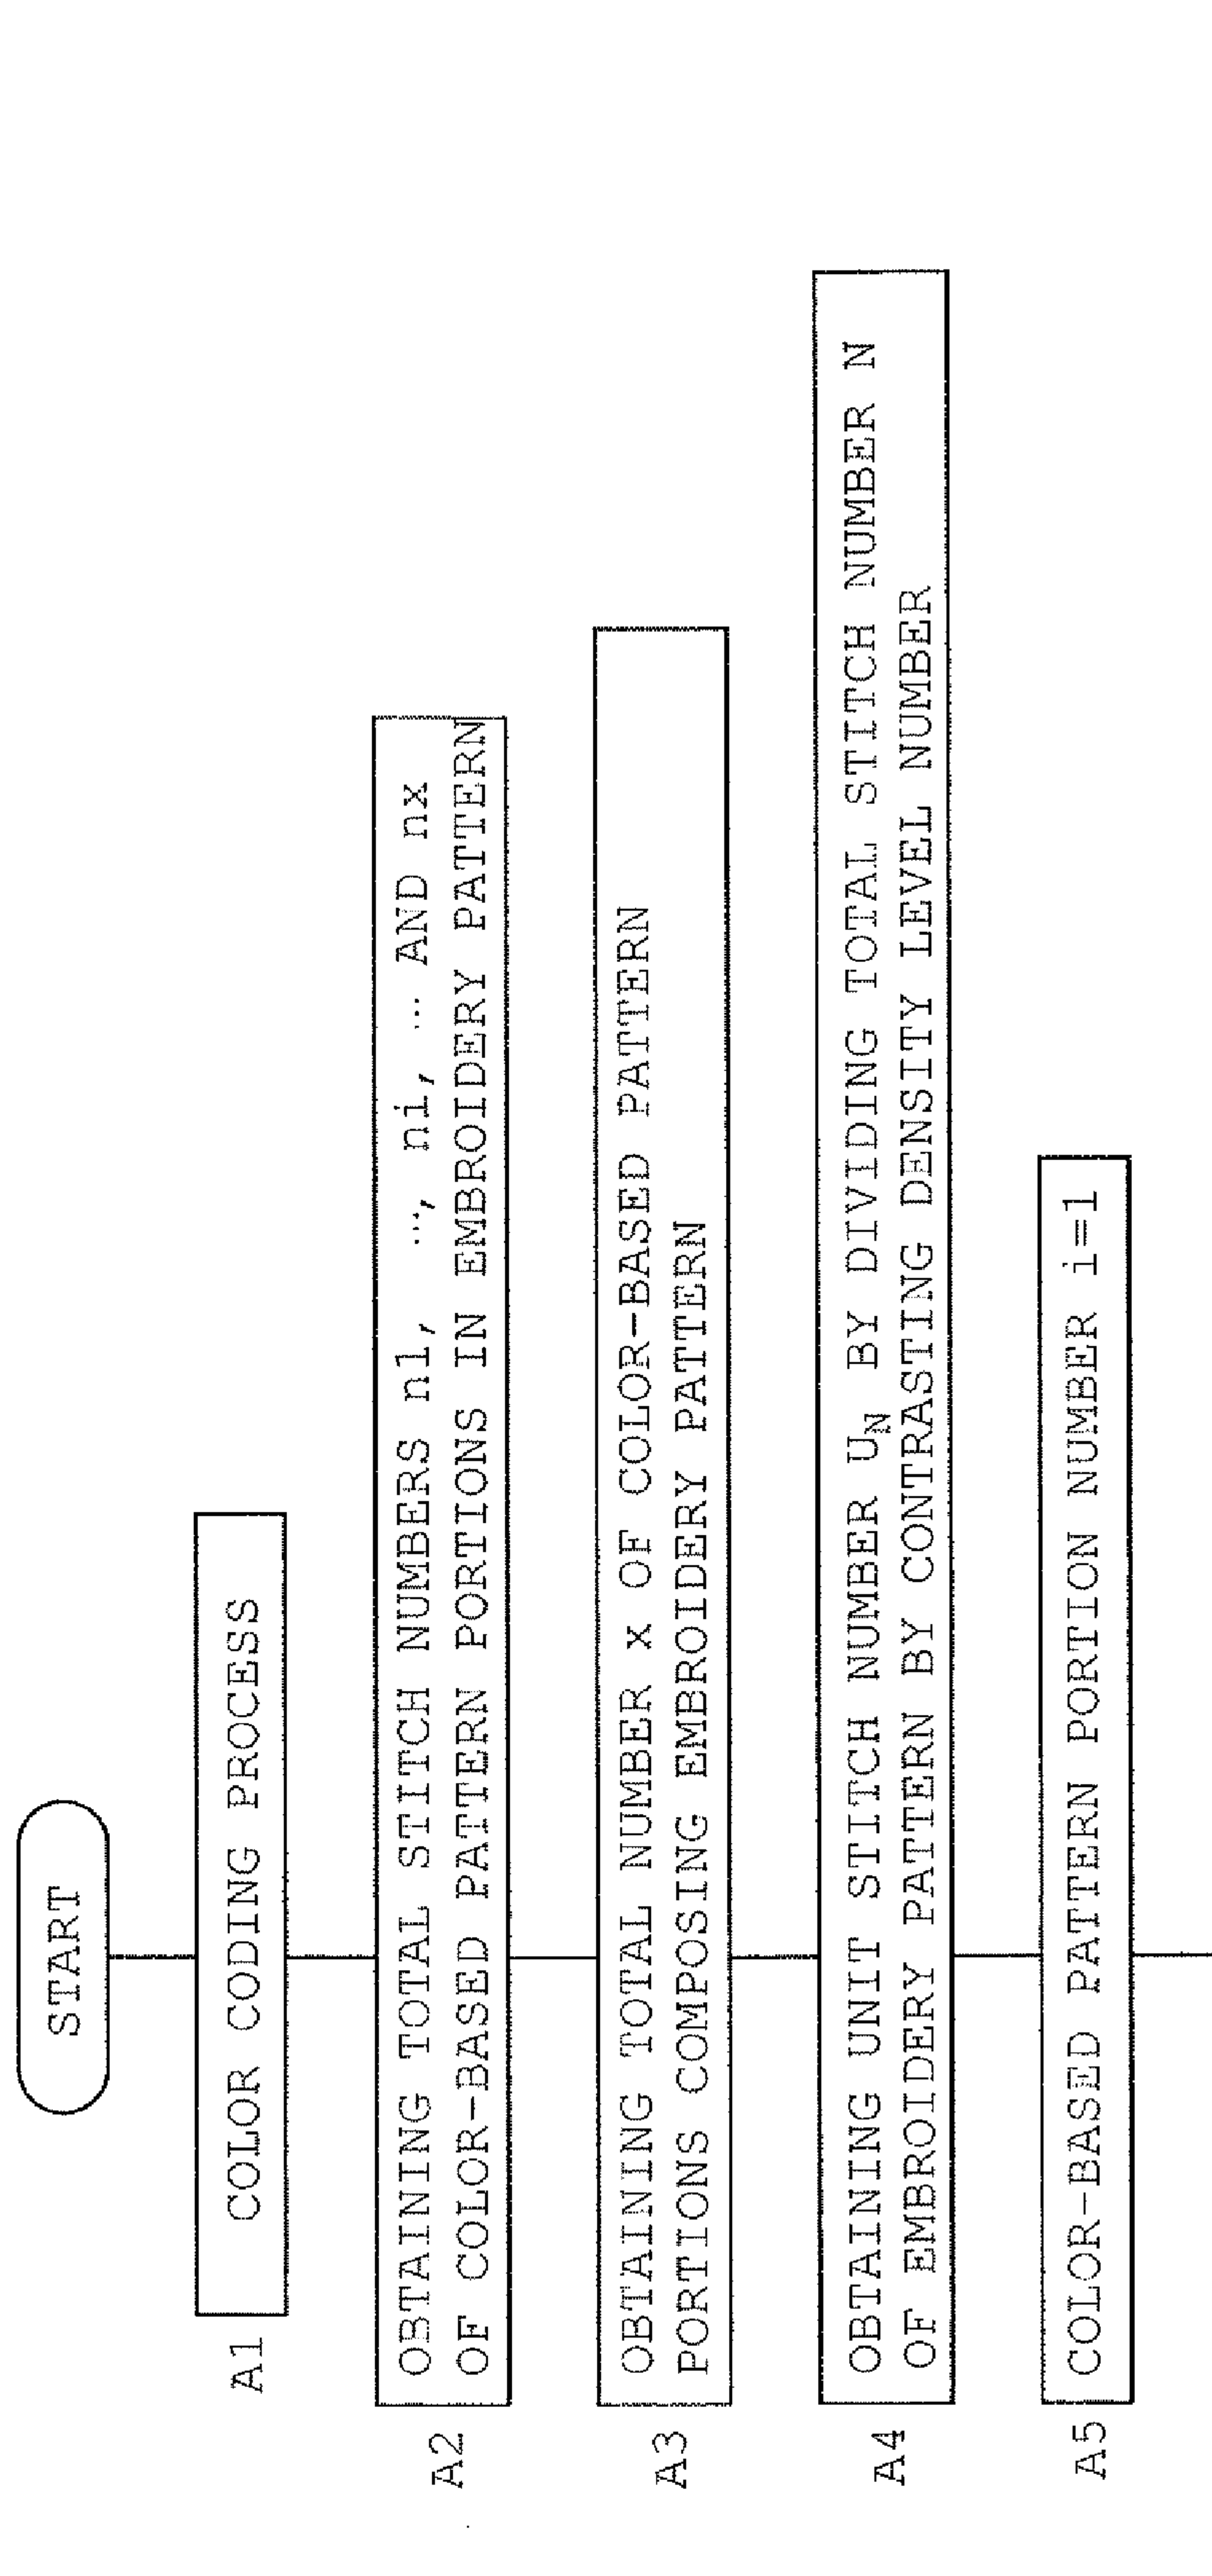 START
A1
COLOR CODING PROCESS
A2
OBTAINING TOTAL STITCH NUMBERS n1, …, ni, … AND nx
OF COLOR-BASED PATTERN PORTIONS IN EMBROIDERY PATTERN
A3
OBTAINING TOTAL NUMBER x OF COLOR-BASED PATTERN
PORTIONS COMPOSING EMBROIDERY PATTERN
A4
OBTAINING UNIT STITCH NUMBER UN BY DIVIDING TOTAL STITCH NUMBER N
OF EMBROIDERY PATTERN BY CONTRASTING DENSITY LEVEL NUMBER
A5
COLOR-BASED PATTERN PORTION NUMBER i=1